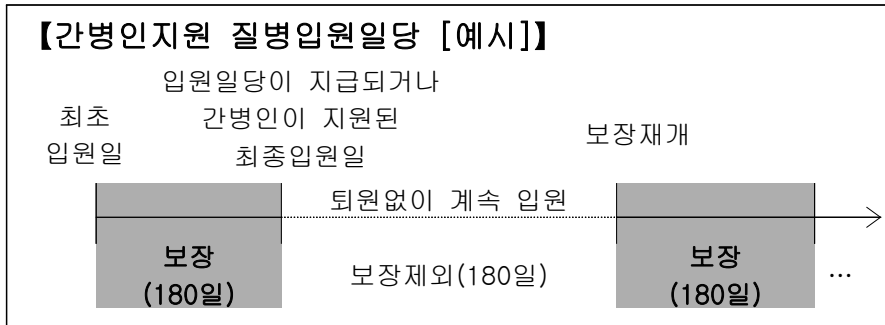 【간병인지원 질병입원일당 [예시]】
입원일당이 지급되거나
최초 간병인이 지원된 보장재개
입원일 최종입원일
퇴원없이 계속 입원
보장 보장
보장제외(180일) …
(180일) (180일)